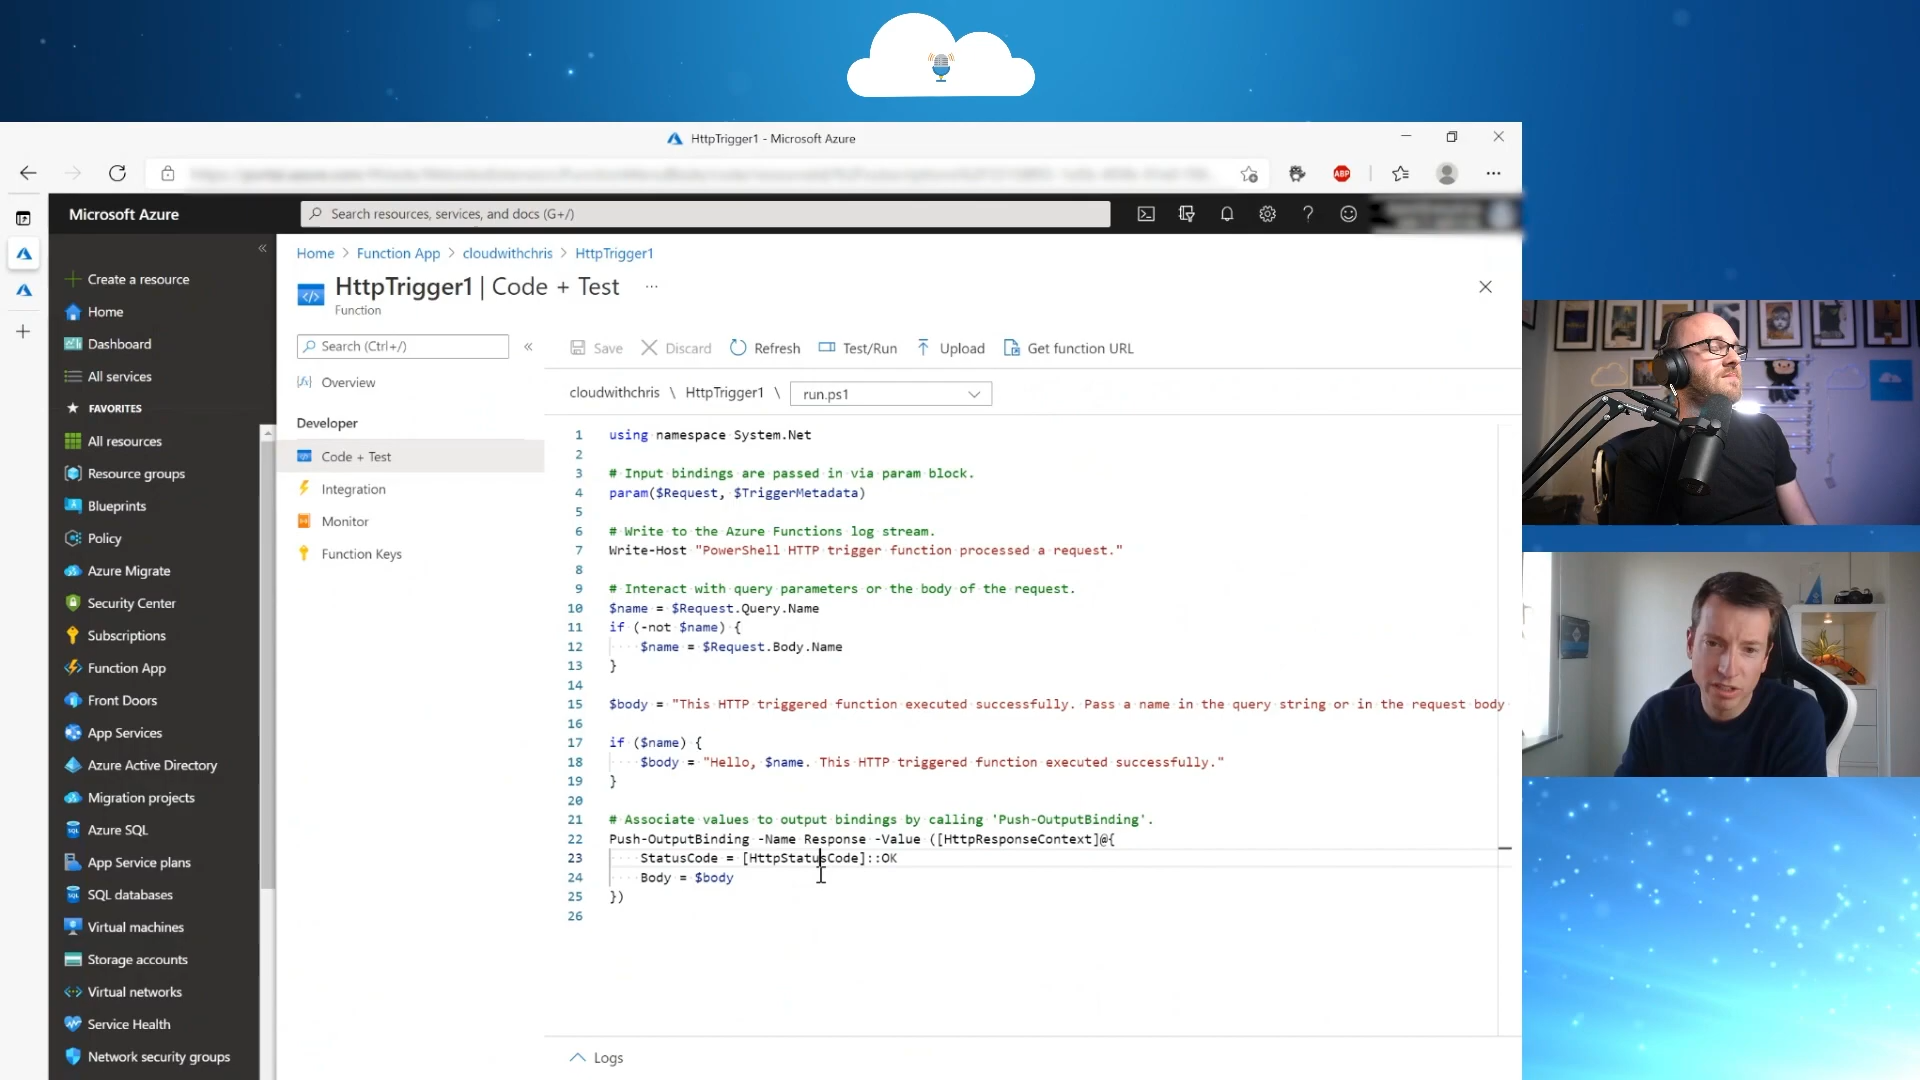 HttpTrigger1 - Microsoft Azure
ABP
Microsoft Azure
Search resources, services, and docs (G+/)
Home > Function App > cloudwithchris > HttpTrigger1
HttpTrigger1 | Code + Test
Function
Create a resource
Home
Dashboard
All services
FAVORITES
All resources
Resource groups
Blueprints
Policy
Azure Migrate
Security Center
Subscriptions
Function App
Front Doors
App Services
Azure Active Directory
Migration projects
Azure SQL
App Service plans
SQL databases
Virtual machines
Storage accounts
Virtual networks
Service Health
Network security groups
Search (Ctrl+/)
Overview
Developer
Code + Test
Integration
Monitor
Function Keys
Save Discard Refresh Test/Run Upload Get function URL
cloudwithchris \ HttpTrigger1 \ run.ps1
1 using namespace System.Net
2
3 # Input bindings are passed in via param block.
4 param($Request, $TriggerMetadata)
5
6 # Write to the Azure Functions log stream.
7 Write-Host "PowerShell HTTP trigger function processed a request."
8
9 # Interact with query parameters or the body of the request.
10 $name = $Request.Query.Name
11 if (-not $name) {
12 $name = $Request.Body.Name
13 }
14
15 $body = "This HTTP triggered function executed successfully. Pass a name in the query string or in the request body
16
17 if ($name) {
18 $body = "Hello, $name. This HTTP triggered function executed successfully."
19 }
20
21 # Associate values to output bindings by calling 'Push-OutputBinding'.
22 Push-OutputBinding -Name Response -Value ([HttpResponseContext]@{
23 StatusCode = [HttpStatusCode]::OK
24 Body = $body
25 })
26
Logs